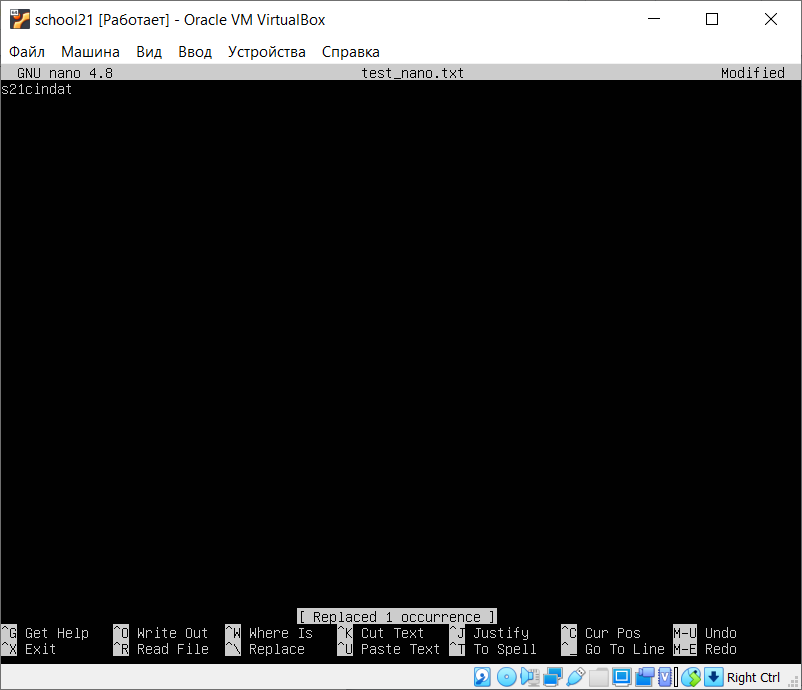 school21 [Работает] - Oracle VM VirtualBox
Файл Машина Вид Ввод Устройства Справка
GNU nano 4.8 test_nano.txt Modified
s21cindat
[ Replaced 1 occurrence ]
^G Get Help ^O Write Out ^W Where Is ^K Cut Text ^J Justify ^C Cur Pos M-U Undo
^X Exit ^R Read File ^\ Replace ^U Paste Text ^T To Spell ^_ Go To Line M-E Redo
Right Ctrl